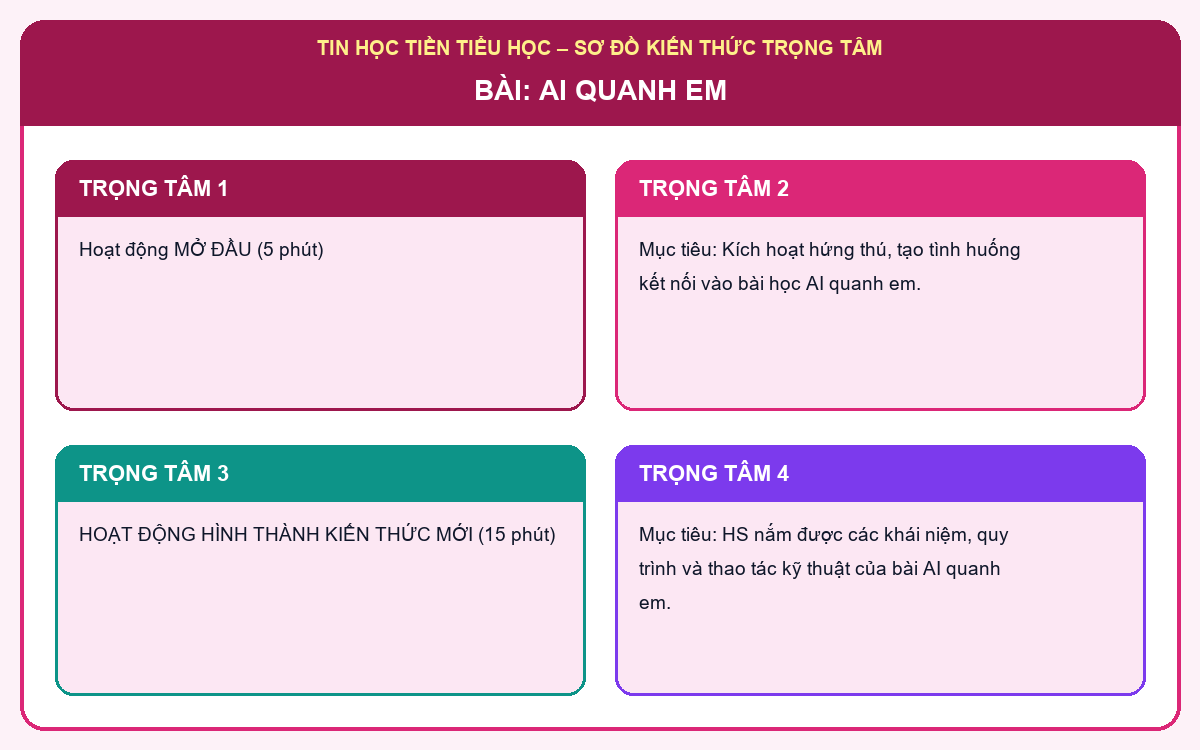 TIN HỌC TIỀN TIỂU HỌC – SƠ ĐỒ KIẾN THỨC TRỌNG TÂM
BÀI: AI QUANH EM
TRỌNG TÂM 1
Hoạt động MỞ ĐẦU (5 phút)
TRỌNG TÂM 2
Mục tiêu: Kích hoạt hứng thú, tạo tình huống
kết nối vào bài học AI quanh em.
TRỌNG TÂM 3
HOẠT ĐỘNG HÌNH THÀNH KIẾN THỨC MỚI (15 phút)
TRỌNG TÂM 4
Mục tiêu: HS nắm được các khái niệm, quy
trình và thao tác kỹ thuật của bài AI quanh
em.